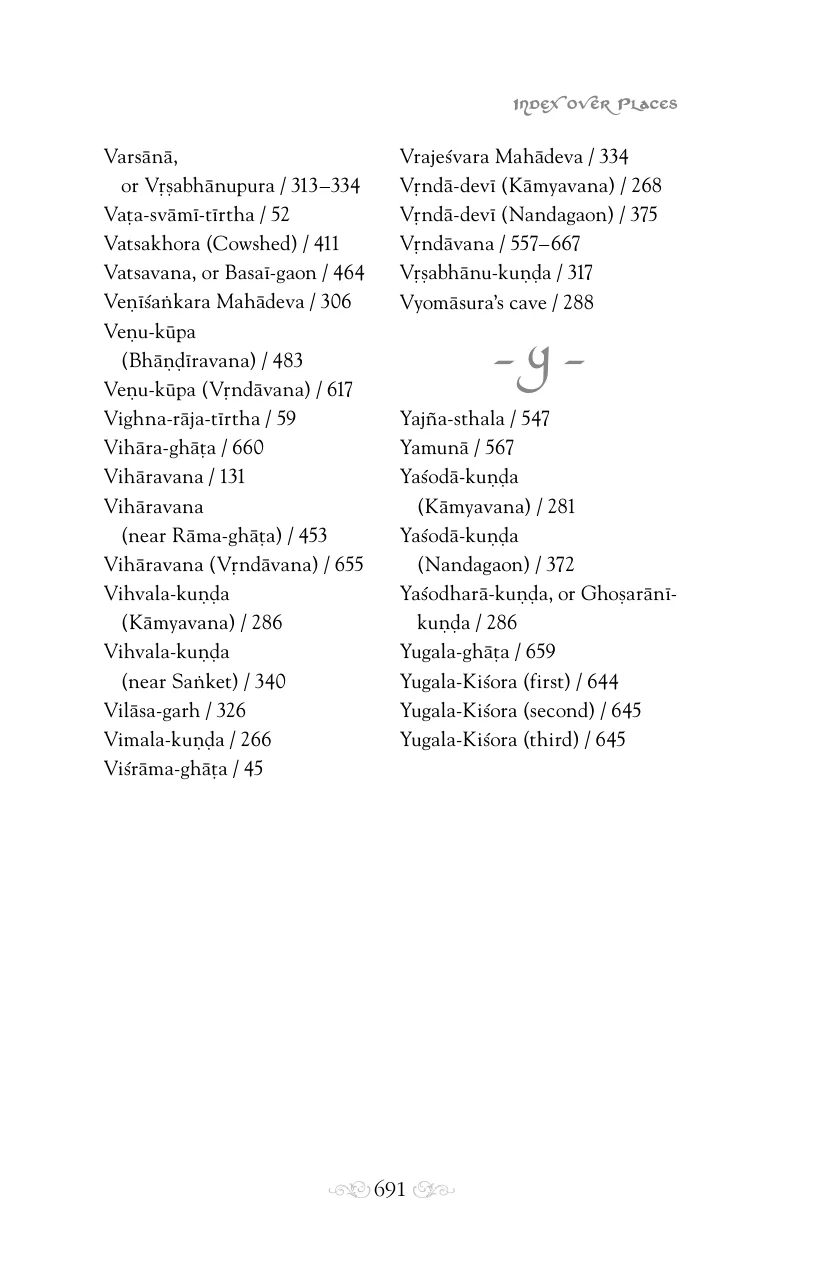 Index over Places
Varsānā,
or Vṛṣabhānupura / 313–334
Vaṭa-svāmī-tīrtha / 52
Vatsakhora (Cowshed) / 411
Vatsavana, or Basaī-gaon / 464
Veṇīśaṅkara Mahādeva / 306
Veṇu-kūpa
(Bhāṇḍīravana) / 483
Veṇu-kūpa (Vṛndāvana) / 617
Vighna-rāja-tīrtha / 59
Vihāra-ghāṭa / 660
Vihāravana / 131
Vihāravana
(near Rāma-ghāṭa) / 453
Vihāravana (Vṛndāvana) / 655
Vihvala-kuṇḍa
(Kāmyavana) / 286
Vihvala-kuṇḍa
(near Saṅket) / 340
Vilāsa-garh / 326
Vimala-kuṇḍa / 266
Viśrāma-ghāṭa / 45
Vrajeśvara Mahādeva / 334
Vṛndā-devī (Kāmyavana) / 268
Vṛndā-devī (Nandagaon) / 375
Vṛndāvana / 557–667
Vṛṣabhānu-kuṇḍa / 317
Vyomāsura’s cave / 288
- y -
Yajña-sthala / 547
Yamunā / 567
Yaśodā-kuṇḍa
(Kāmyavana) / 281
Yaśodā-kuṇḍa
(Nandagaon) / 372
Yaśodharā-kuṇḍa, or Ghoṣarānī-
kuṇḍa / 286
Yugala-ghāṭa / 659
Yugala-Kiśora (first) / 644
Yugala-Kiśora (second) / 645
Yugala-Kiśora (third) / 645
691